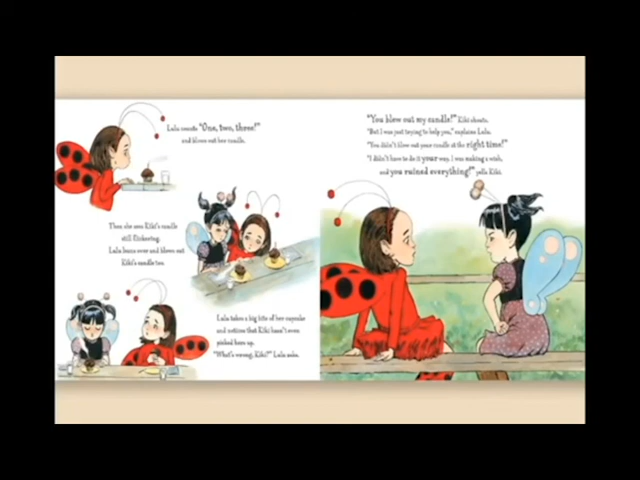 Lulu counts "One, two, three!"
and blows out her candle.
Then she sees Kiki's candle
still flickering.
Lulu leans over and blows out
Kiki's candle too.
Lulu takes a big bite of her cupcake
and notices that Kiki hasn't even
picked hers up.
"What's wrong, Kiki?" Lulu asks.
"You blew out my candle!" Kiki shouts.
"But I was just trying to help you," explains Lulu.
"You didn't blow out your candle at the right time!"
"I didn't have to do it your way. I was making a wish,
and you ruined everything!" yells Kiki.